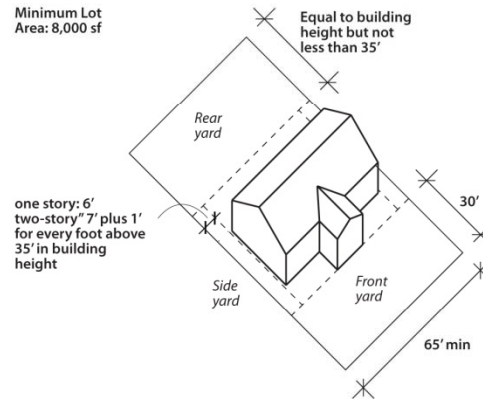 Minimum Lot
Area: 8,000 sf
Equal to building
height but not
less than 35'
Rear
yard
one story: 6'
two-story" 7' plus 1'
for every foot above
35' in building
height
Side
yard
Front
yard
30'
65' min